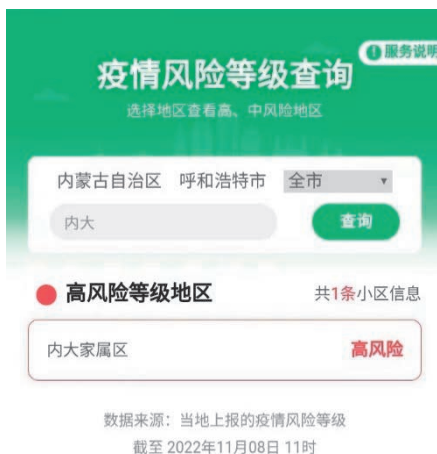 服务说明
疫情风险等级查询
选择地区查看高、中风险地区
内蒙古自治区 呼和浩特市 全市
内大 查询
高风险等级地区 共1条小区信息
内大家属区 高风险
数据来源：当地上报的疫情风险等级
截至 2022年11月08日 11时